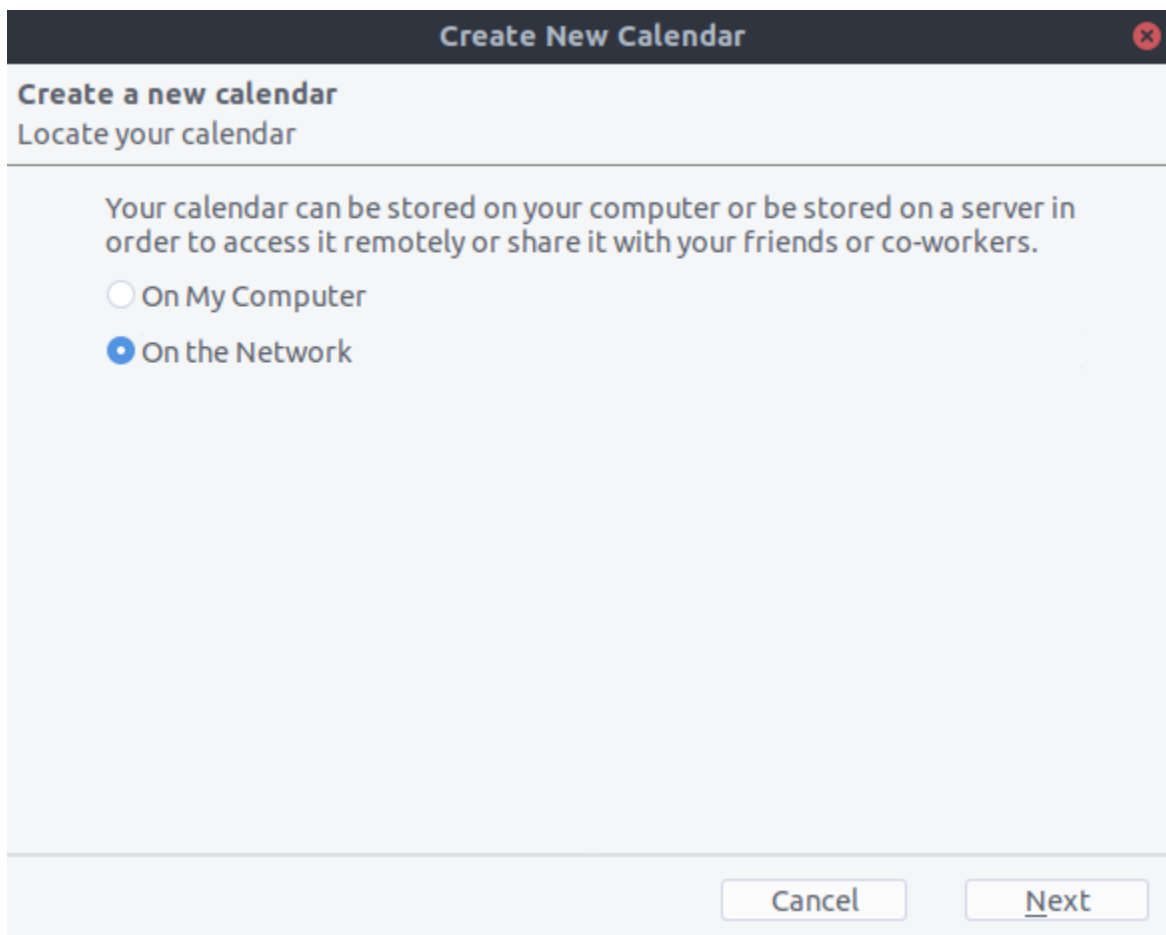 Create New Calendar
Create a new calendar
Locate your calendar
Your calendar can be stored on your computer or be stored on a server in
order to access it remotely or share it with your friends or co-workers.
On My Computer
On the Network
Cancel
Next